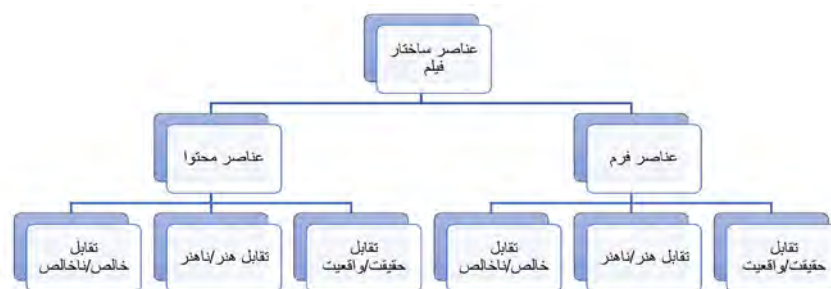 عناصر ساختار
فیلم
عناصر فرم
عناصر محتوا
تقابل
حقیقت/واقعیت
تقابل هنر/ناهنر
تقابل
خالص/ناخالص
تقابل
حقیقت/واقعیت
تقابل هنر/ناهنر
تقابل
خالص/ناخالص